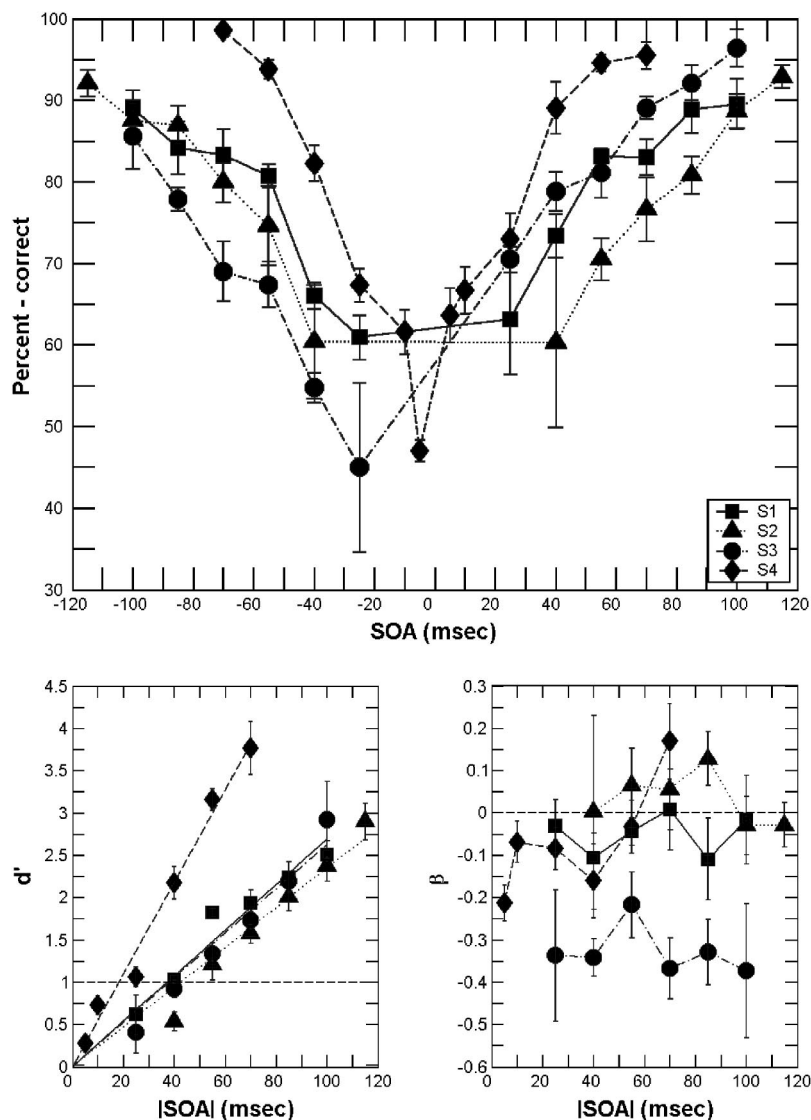 100
90
80
70
60
50
40
30
Percent - correct
-120 -100 -80 -60 -40 -20 0 20 40 60 80 100 120
SOA (msec)
S1
S2
S3
S4
4.5
4
3.5
3
2.5
2
1.5
1
0.5
0
d'
0 20 40 60 80 100 120
|SOA| (msec)
0.3
0.2
0.1
0
-0.1
-0.2
-0.3
-0.4
-0.5
-0.6
β
0 20 40 60 80 100 120
|SOA| (msec)